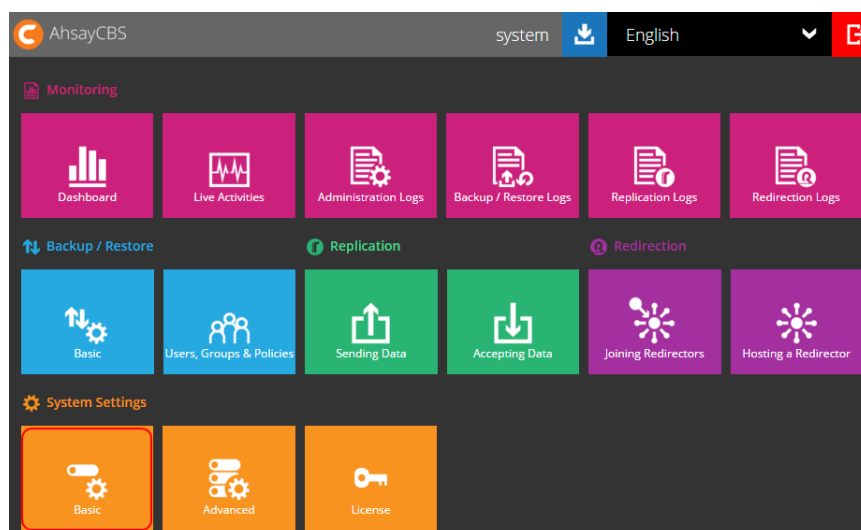 AhsayCBS system English
Monitoring
Dashboard Live Activities Administration Logs Backup / Restore Logs Replication Logs Redirection Logs
Backup / Restore Replication Redirection
Basic Users, Groups & Policies Sending Data Accepting Data Joining Redirectors Hosting a Redirector
System Settings
Basic Advanced License